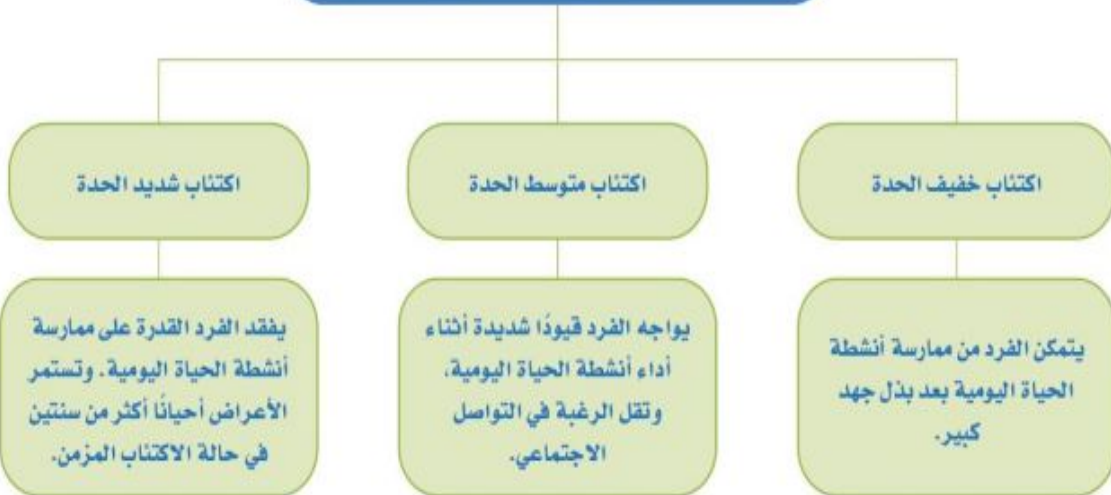 اكتئاب خفيف الحدة
اكتئاب متوسط الحدة
اكتئاب شديد الحدة
يتمكن الفرد من ممارسة أنشطة
الحياة اليومية بعد بذل جهد
كبير.
يواجه الفرد قيودًا شديدة أثناء
أداء أنشطة الحياة اليومية،
وتقل الرغبة في التواصل
الاجتماعي.
يفقد الفرد القدرة على ممارسة
أنشطة الحياة اليومية. وتستمر
الأعراض أحيانًا أكثر من سنتين
في حالة الاكتئاب المزمن.